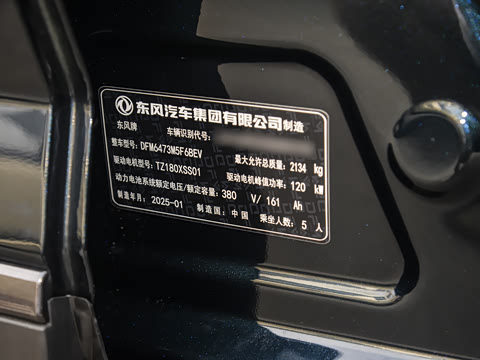 东风汽车集团有限公司制造
东风牌 车辆识别代号:
整车型号: DFM6473M5F6BEV 最大允许总质量: 2134 kg
驱动电机型号: TZ180XSS01 驱动电机峰值功率: 120 kW
动力电池系统额定电压/额定容量: 380 V/ 161 Ah
制造年月: 2025-01 制造国: 中国 乘坐人数: 5 人